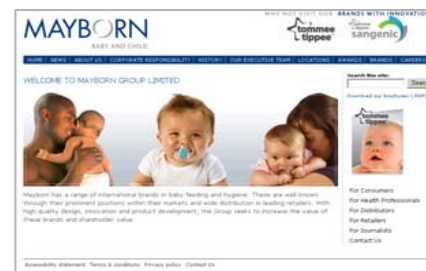 WHY NOT VISIT OUR BRANDS WITH INNOVATION
MAYBORN
BABY AND CHILD
tommee tippee
sangenic
HOME | NEWS | ABOUT US | CORPORATE RESPONSIBILITY | HISTORY | OUR EXECUTIVE TEAM | LOCATIONS | AWARDS | BRANDS | CAREERS
WELCOME TO MAYBORN GROUP LIMITED
Search this site:
Download our brochures (PDF)
tommee tippee
Mayborn has a range of international brands in baby feeding and hygiene. These are well known
through their prominent positions within their markets and wide distribution in leading retailers. With
high quality design, innovation and product development, the Group seeks to increase the value of
these brands and shareholder value.
For Consumers
For Health Professionals
For Distributors
For Retailers
For Journalists
Contact Us
Accessibility statement Terms & conditions Privacy policy Contact Us